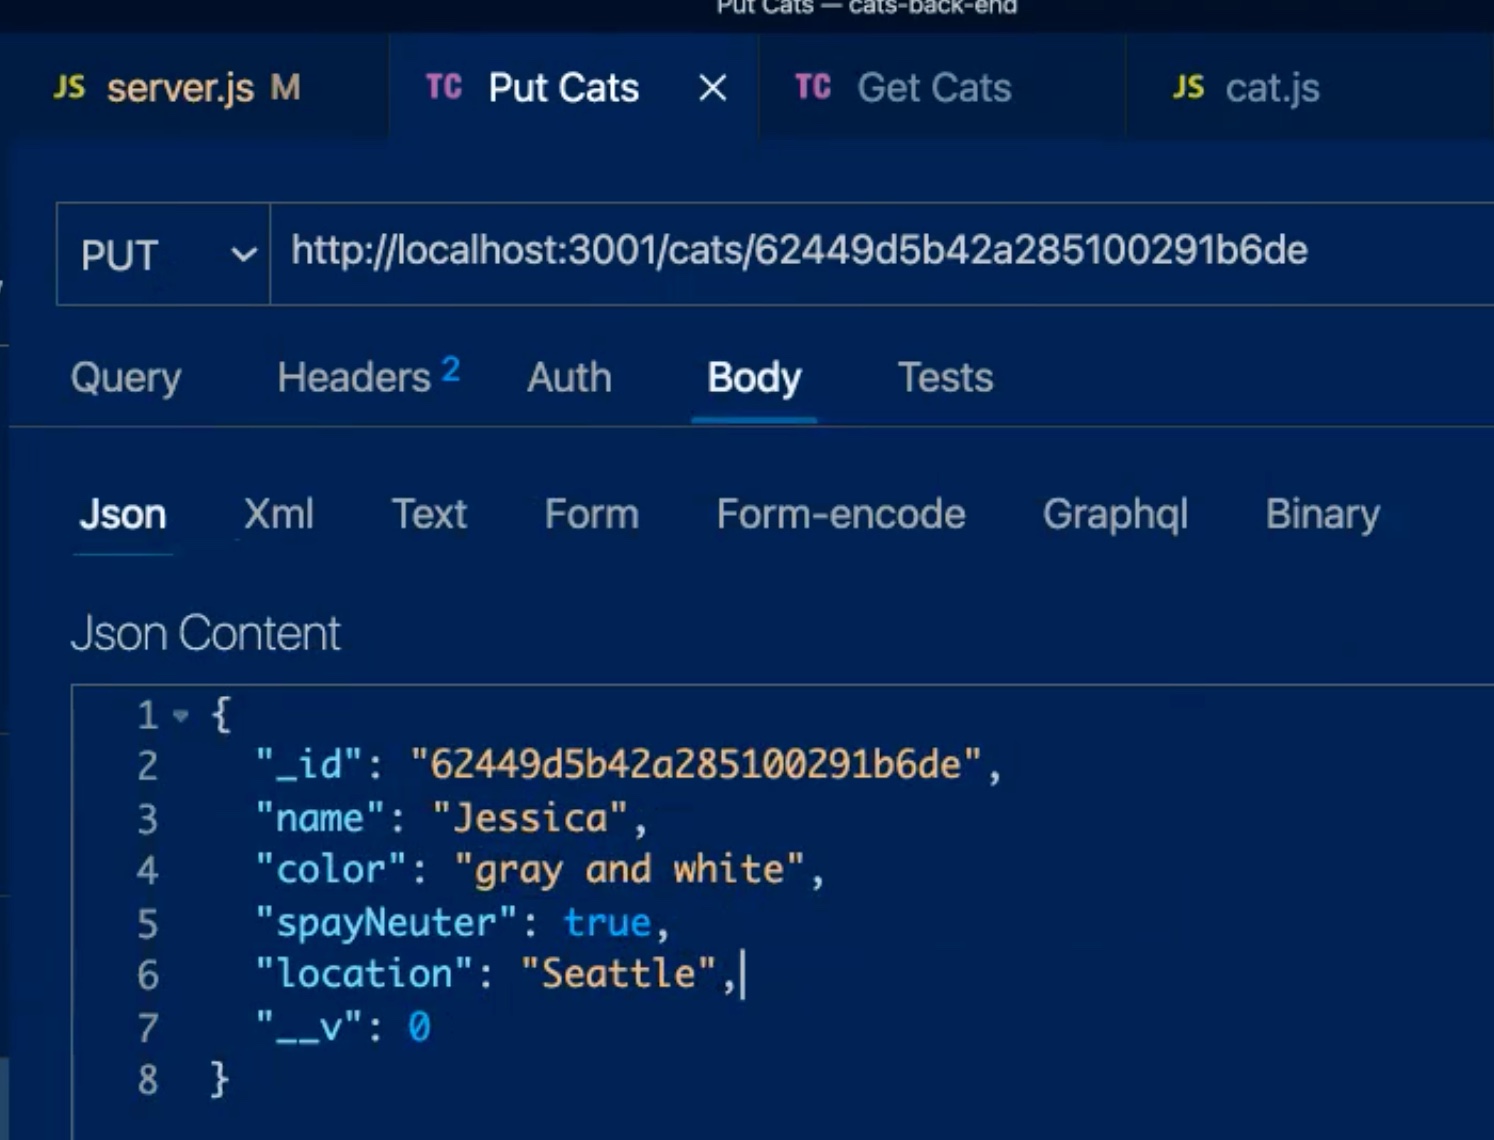 Put Cats — cats-back-end
JS server.js M TC Put Cats TC Get Cats JS cat.js
PUT http://localhost:3001/cats/62449d5b42a285100291b6de
Query Headers 2 Auth Body Tests
Json Xml Text Form Form-encode Graphql Binary
Json Content
1 {
2 "_id": "62449d5b42a285100291b6de",
3 "name": "Jessica",
4 "color": "gray and white",
5 "spayNeuter": true,
6 "location": "Seattle",
7 "__v": 0
8 }